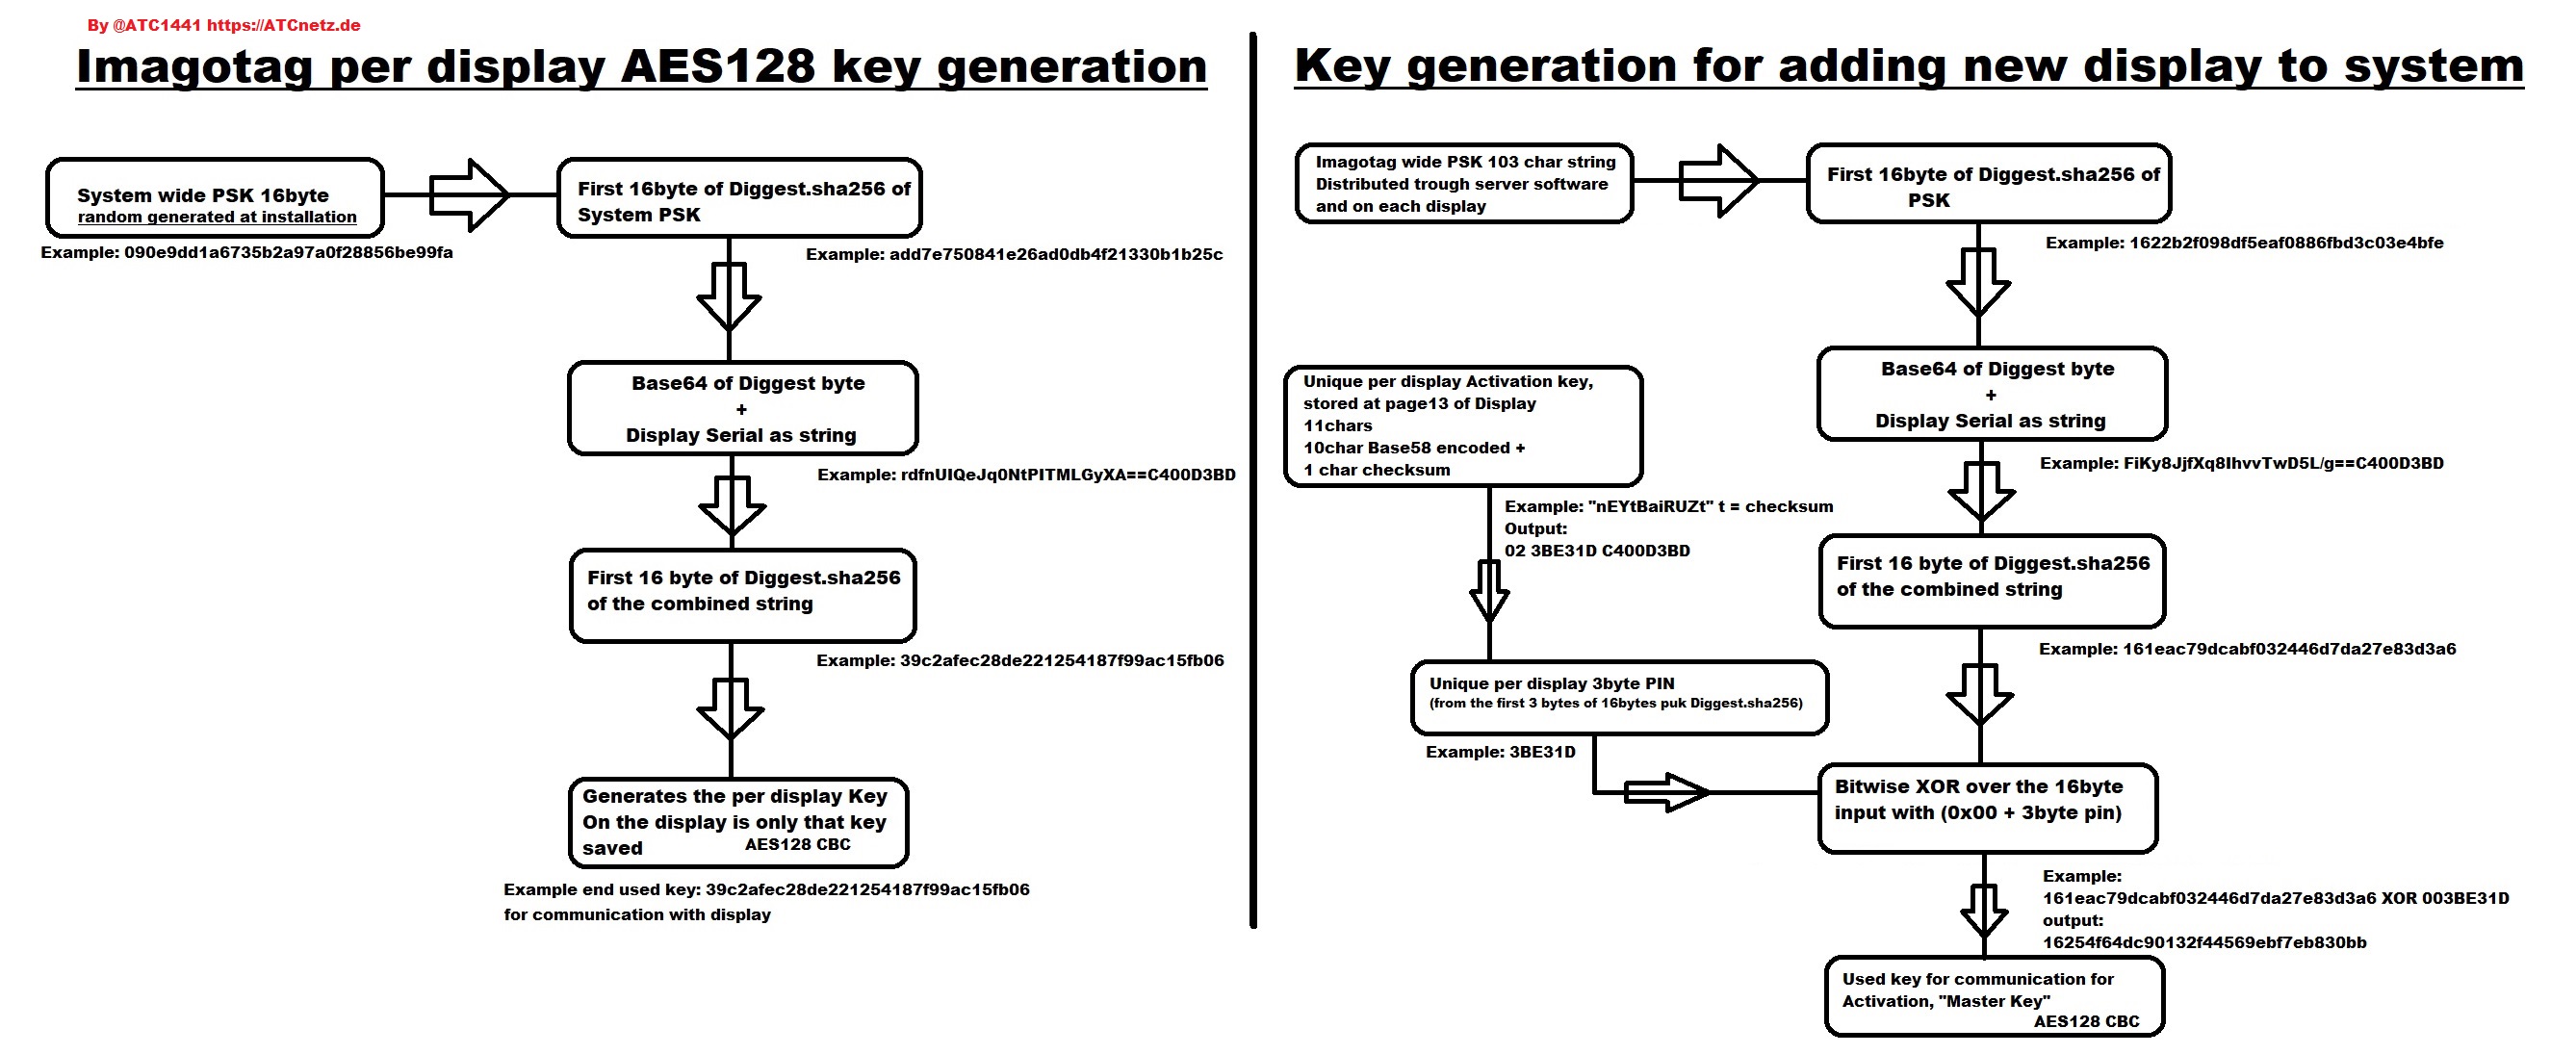 By @ATC1441 https://ATCnetz.de
Imagotag per display AES128 key generation
System wide PSK 16byte
random generated at installation
Example: 090e9dd1a6735b2a97a0f28856be99fa
First 16byte of Diggest.sha256 of
System PSK
Example: add7e750841e26ad0db4f21330b1b25c
Base64 of Diggest byte
+
Display Serial as string
Example: rdfnUIQeJq0NtPITMLGyXA==C400D3BD
First 16 byte of Diggest.sha256
of the combined string
Example: 39c2afec28de221254187f99ac15fb06
Generates the per display Key
On the display is only that key
saved
AES128 CBC
Example end used key: 39c2afec28de221254187f99ac15fb06
for communication with display
Key generation for adding new display to system
Imagotag wide PSK 103 char string
Distributed trough server software
and on each display
First 16byte of Diggest.sha256 of
PSK
Example: 1622b2f098df5eaf0886fbd3c03e4bfe
Base64 of Diggest byte
+
Display Serial as string
Example: FiKy8JjfXq8IhvvTwD5L/g==C400D3BD
Unique per display Activation key,
stored at page13 of Display
11chars
10char Base58 encoded +
1 char checksum
Example: "nEYtBaiRUZt" t = checksum
Output:
02 3BE31D C400D3BD
First 16 byte of Diggest.sha256
of the combined string
Example: 161eac79dcabf032446d7da27e83d3a6
Unique per display 3byte PIN
(from the first 3 bytes of 16bytes puk Diggest.sha256)
Example: 3BE31D
Bitwise XOR over the 16byte
input with (0x00 + 3byte pin)
Example:
161eac79dcabf032446d7da27e83d3a6 XOR 003BE31D
output:
16254f64dc90132f44569ebf7eb830bb
Used key for communication for
Activation, "Master Key"
AES128 CBC